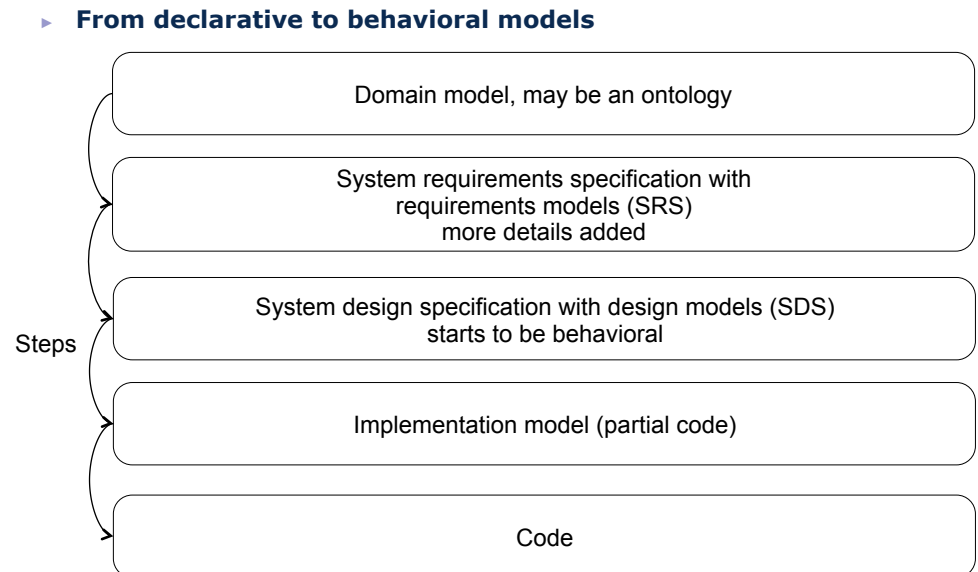 ► From declarative to behavioral models
Domain model, may be an ontology
System requirements specification with
requirements models (SRS)
more details added
System design specification with design models (SDS)
starts to be behavioral
Steps
Implementation model (partial code)
Code